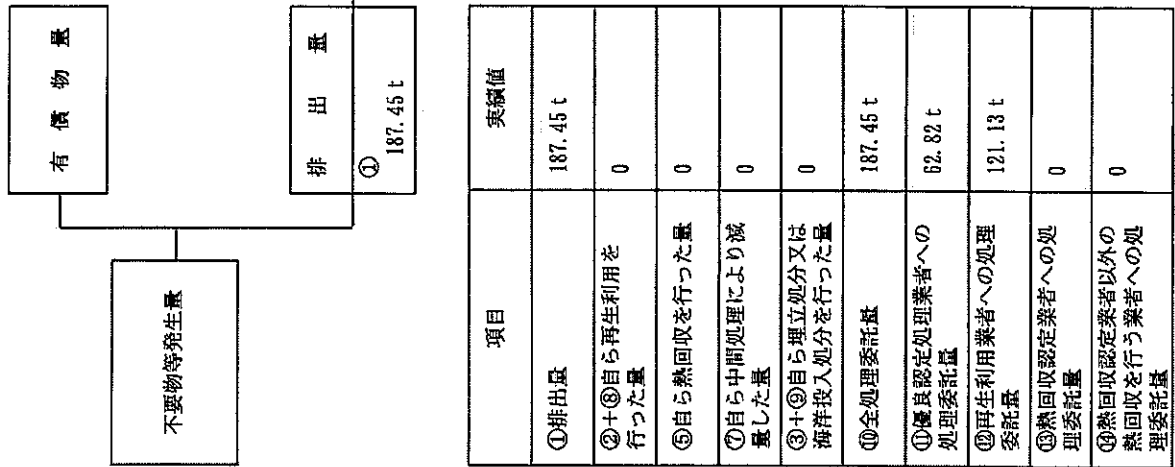 不要物等発生量
有償物量
排出量
①
187.45 t
項目
実績値
①排出量
187.45 t
②+⑧自ら再生利用を
行った量
0
⑤自ら熱回収を行った量
0
⑦自ら中間処理により減
量した量
0
③+⑨自ら埋立処分又は
海洋投入処分を行った量
0
⑩全処理委託量
187.45 t
⑪優良認定処理業者への
処理委託量
62.82 t
⑫再生利用業者への処理
委託量
121.13 t
⑬熱回収認定業者への処
理委託量
0
⑭熱回収認定業者以外の
熱回収を行う業者への処
理委託量
0